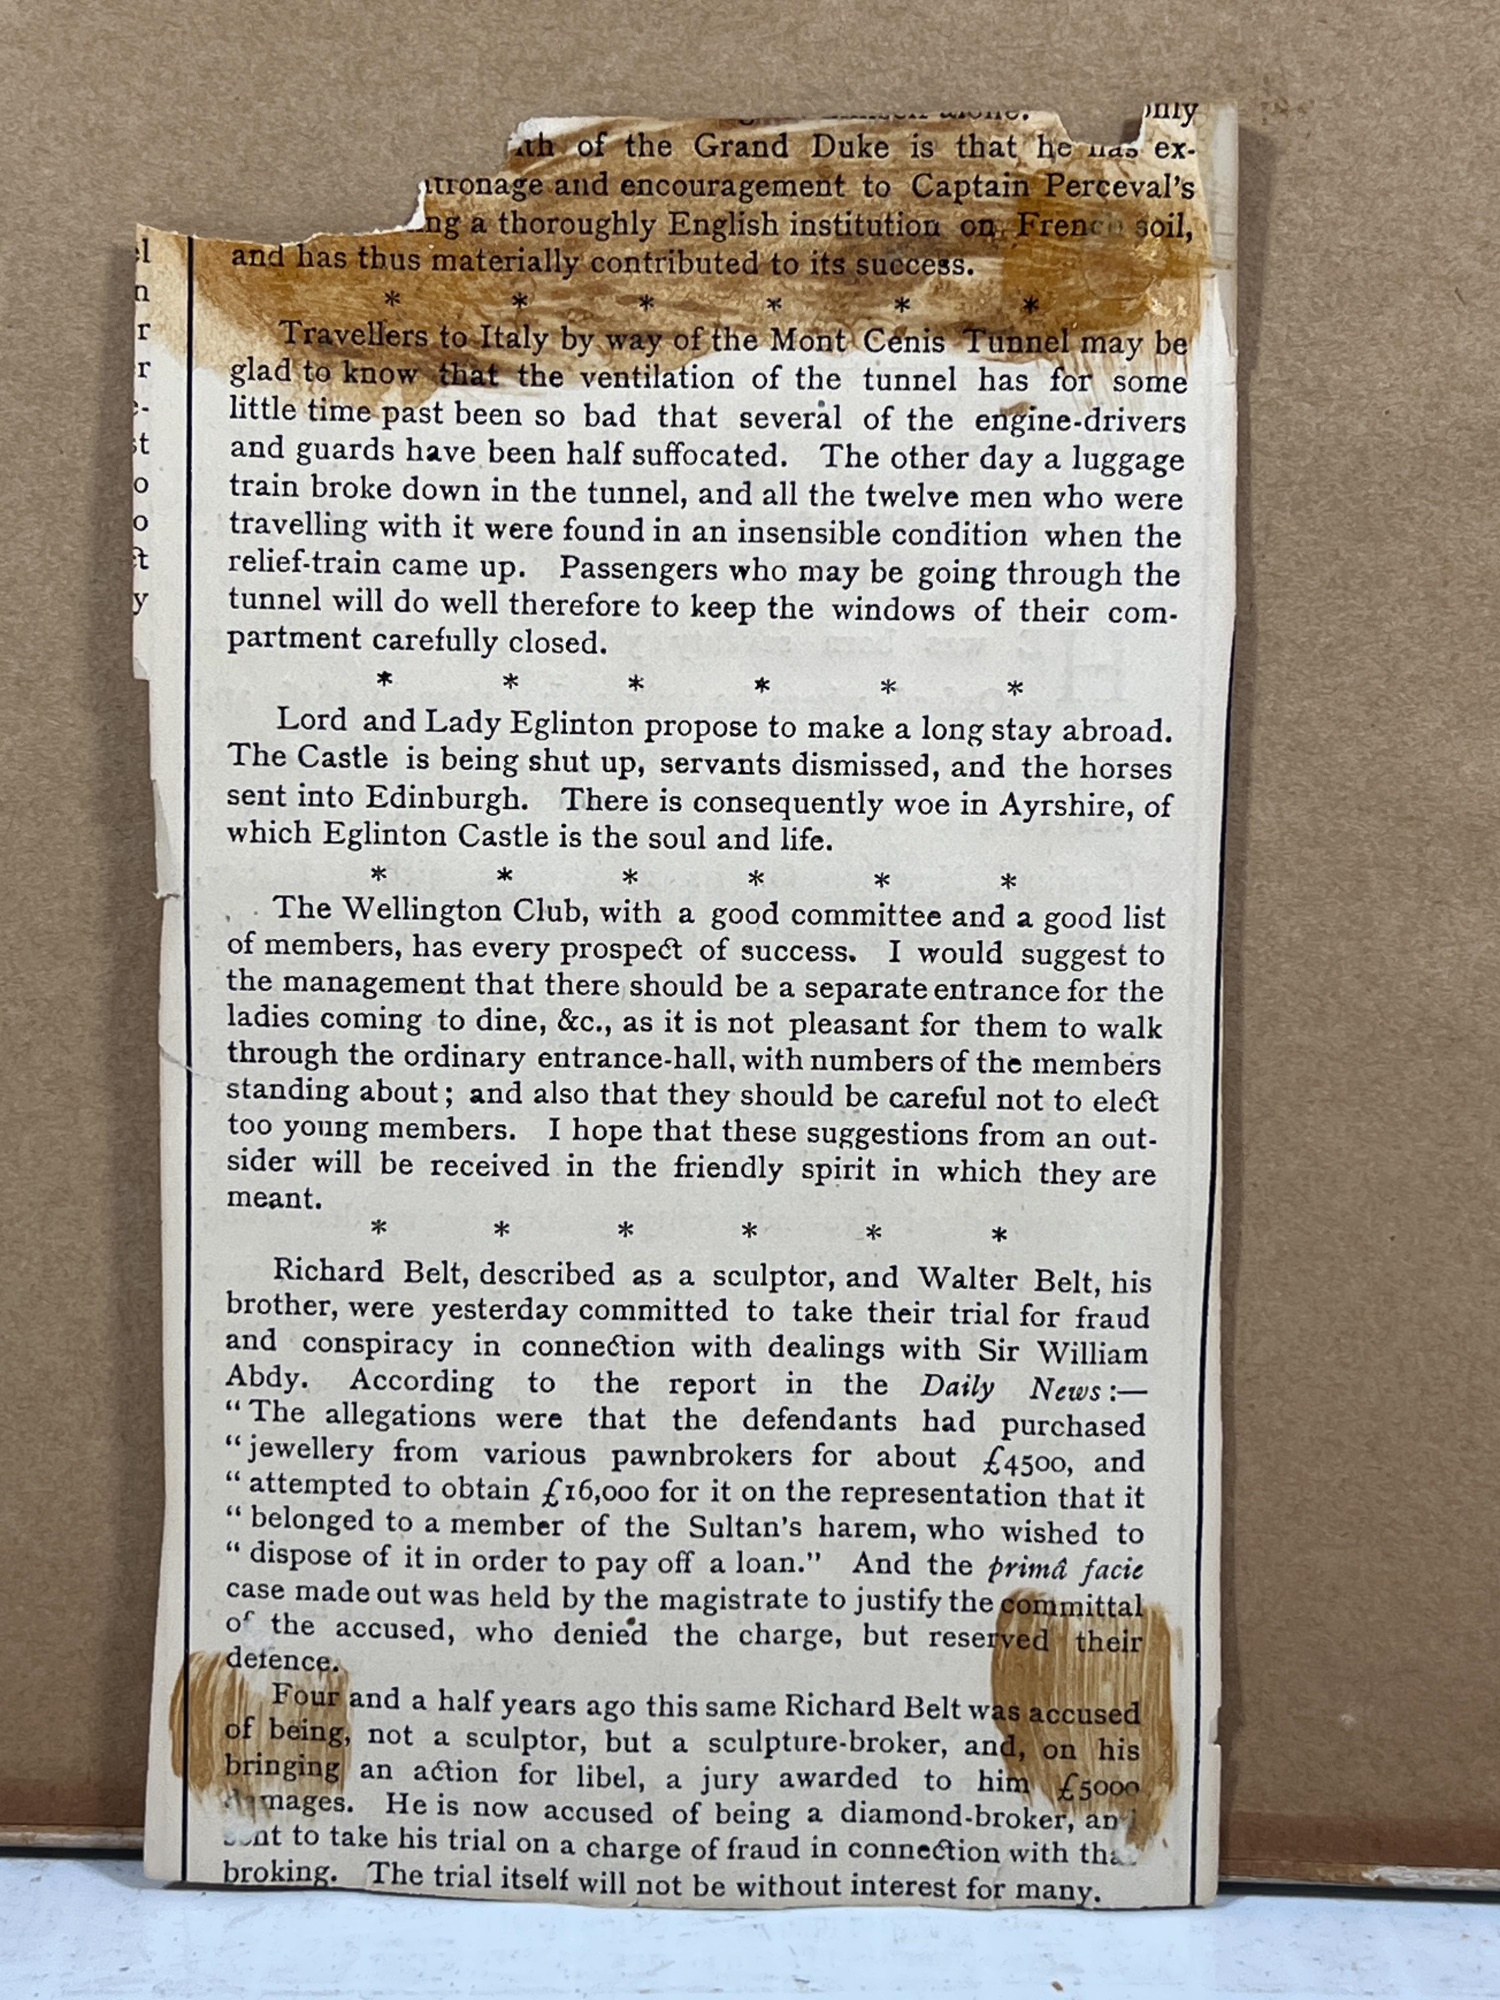 of the Grand Duke is that he has ex-
and encouragement to Captain Perceval's
a thoroughly English institution on French soil,
and has thus materially contributed to its success.
* * * * * *
Travellers to Italy by way of the Mont Cenis Tunnel may be
glad to know that the ventilation of the tunnel has for some
little time past been so bad that several of the engine-drivers
and guards have been half suffocated. The other day a luggage
train broke down in the tunnel, and all the twelve men who were
travelling with it were found in an insensible condition when the
relief-train came up. Passengers who may be going through the
tunnel will do well therefore to keep the windows of their com-
partment carefully closed.
* * * * * *
Lord and Lady Eglinton propose to make a long stay abroad.
The Castle is being shut up, servants dismissed, and the horses
sent into Edinburgh. There is consequently woe in Ayrshire, of
which Eglinton Castle is the soul and life.
* * * * * *
The Wellington Club, with a good committee and a good list
of members, has every prospect of success. I would suggest to
the management that there should be a separate entrance for the
ladies coming to dine, &c., as it is not pleasant for them to walk
through the ordinary entrance-hall, with numbers of the members
standing about; and also that they should be careful not to elect
too young members. I hope that these suggestions from an out-
sider will be received in the friendly spirit in which they are
meant.
* * * * * *
Richard Belt, described as a sculptor, and Walter Belt, his
brother, were yesterday committed to take their trial for fraud
and conspiracy in connection with dealings with Sir William
Abdy. According to the report in the Daily News:—
"The allegations were that the defendants had purchased
"jewellery from various pawnbrokers for about £4500, and
"attempted to obtain £16,000 for it on the representation that it
"belonged to a member of the Sultan's harem, who wished to
"dispose of it in order to pay off a loan." And the primâ facie
case made out was held by the magistrate to justify the committal
of the accused, who denied the charge, but reserved their
defence.
Four and a half years ago this same Richard Belt was accused
of being, not a sculptor, but a sculpture-broker, and, on his
bringing an action for libel, a jury awarded to him £5000
damages. He is now accused of being a diamond-broker, and
sent to take his trial on a charge of fraud in connection with that
broking. The trial itself will not be without interest for many.